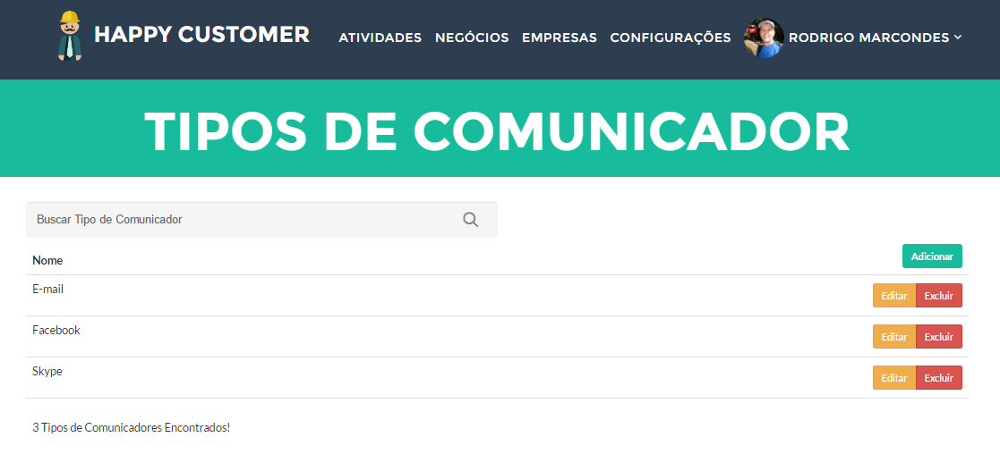 HAPPY CUSTOMER ATIVIDADES NEGÓCIOS EMPRESAS CONFIGURAÇÕES RODRIGO MARCONDES
TIPOS DE COMUNICADOR
Buscar Tipo de Comunicador
Nome Adicionar
E-mail Editar Excluir
Facebook Editar Excluir
Skype Editar Excluir
3 Tipos de Comunicadores Encontrados!